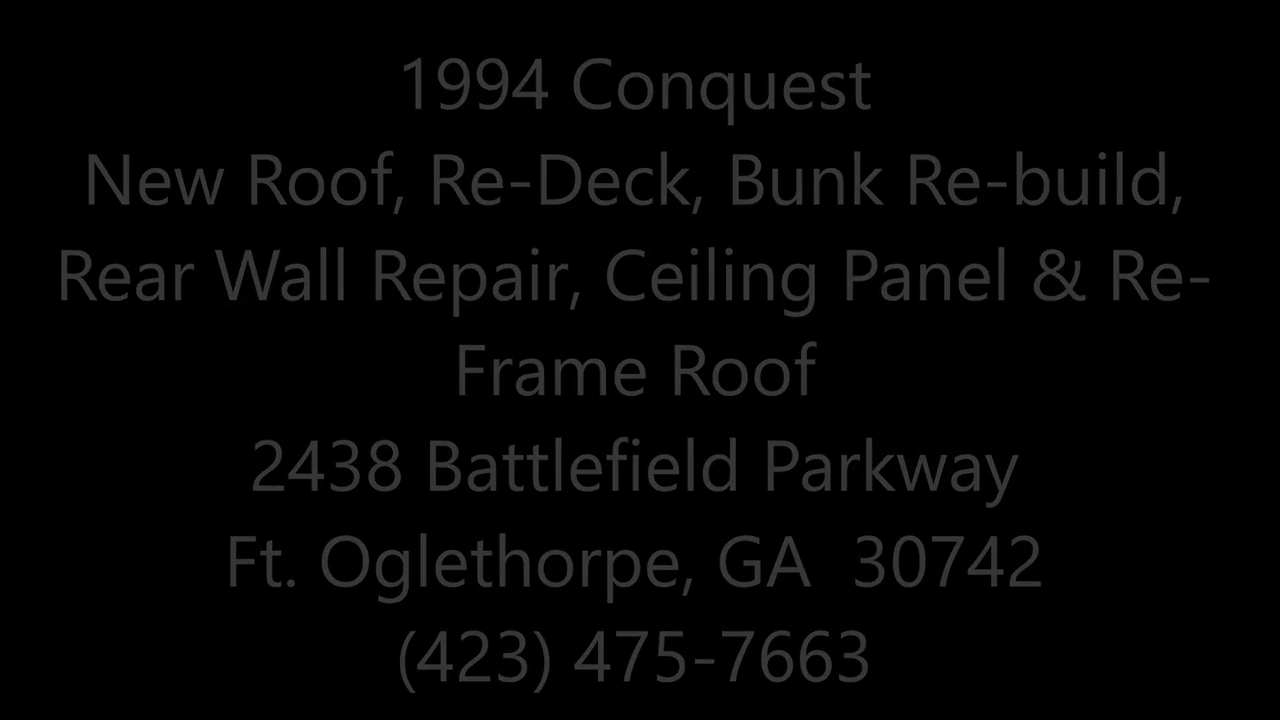 1994 Conquest
New Roof, Re-Deck, Bunk Re-build,
Rear Wall Repair, Ceiling Panel & Re-
Frame Roof
2438 Battlefield Parkway
Ft. Oglethorpe, GA  30742
(423) 475-7663